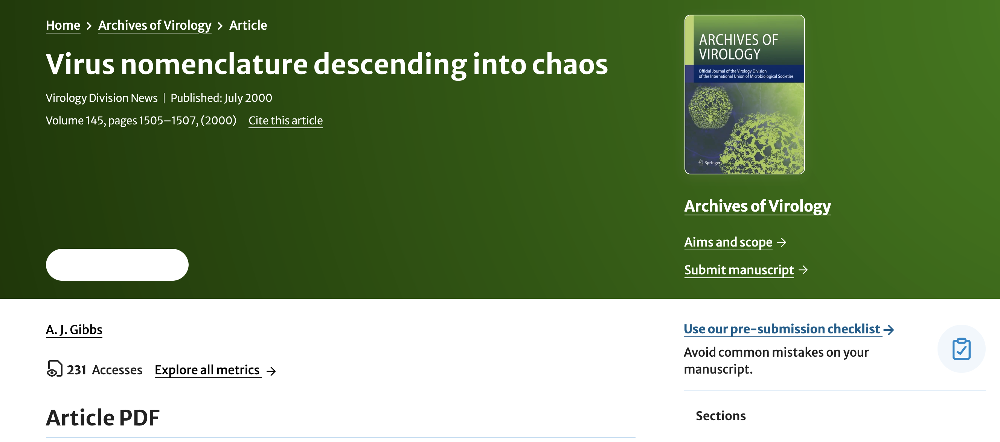 Home > Archives of Virology > Article
Virus nomenclature descending into chaos
Virology Division News | Published: July 2000
Volume 145, pages 1505–1507, (2000) Cite this article
ARCHIVES OF
VIROLOGY
Official Journal of the Virology Division
of the International Union of Microbiological Societies
Springer
Archives of Virology
Aims and scope →
Submit manuscript →
A. J. Gibbs
231 Accesses Explore all metrics →
Article PDF
Use our pre-submission checklist →
Avoid common mistakes on your
manuscript.
Sections